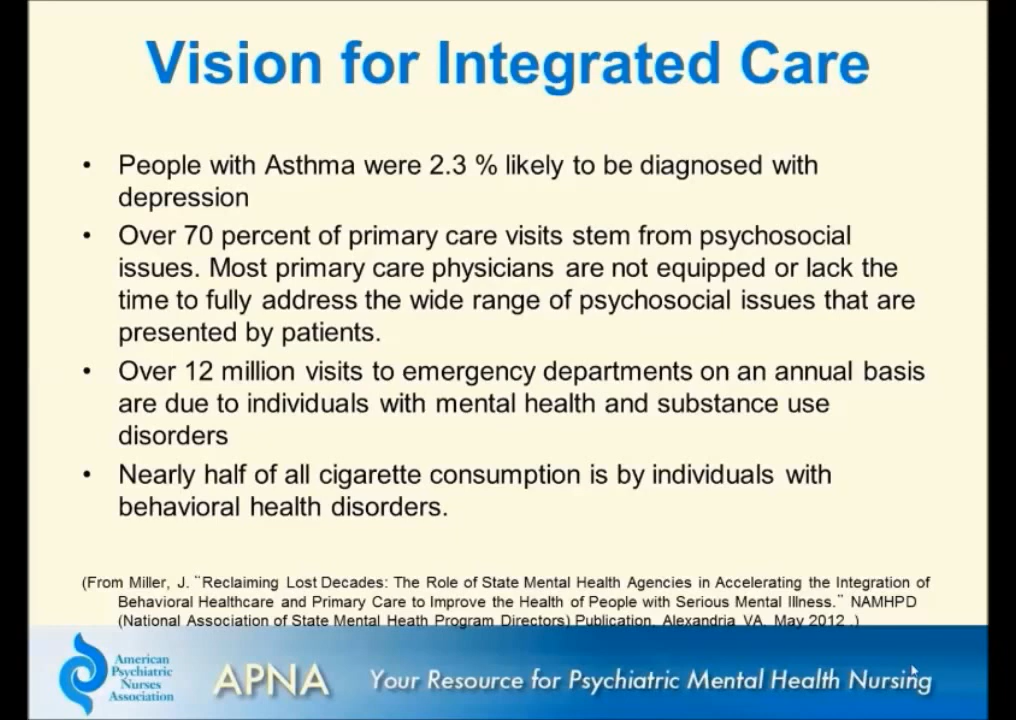 Vision for Integrated Care
• People with Asthma were 2.3 % likely to be diagnosed with
depression
• Over 70 percent of primary care visits stem from psychosocial
issues. Most primary care physicians are not equipped or lack the
time to fully address the wide range of psychosocial issues that are
presented by patients.
• Over 12 million visits to emergency departments on an annual basis
are due to individuals with mental health and substance use
disorders
• Nearly half of all cigarette consumption is by individuals with
behavioral health disorders.
(From Miller, J. ¨Reclaiming Lost Decades: The Role of State Mental Health Agencies in Accelerating the Integration of
Behavioral Healthcare and Primary Care to Improve the Health of People with Serious Mental Illness.¨ NAMHPD
(National Association of State Mental Heath Program Directors) Publication, Alexandria VA, May 2012 .)
American
Psychiatric
Nurses
Association
APNA
Your Resource for Psychiatric Mental Health Nursing